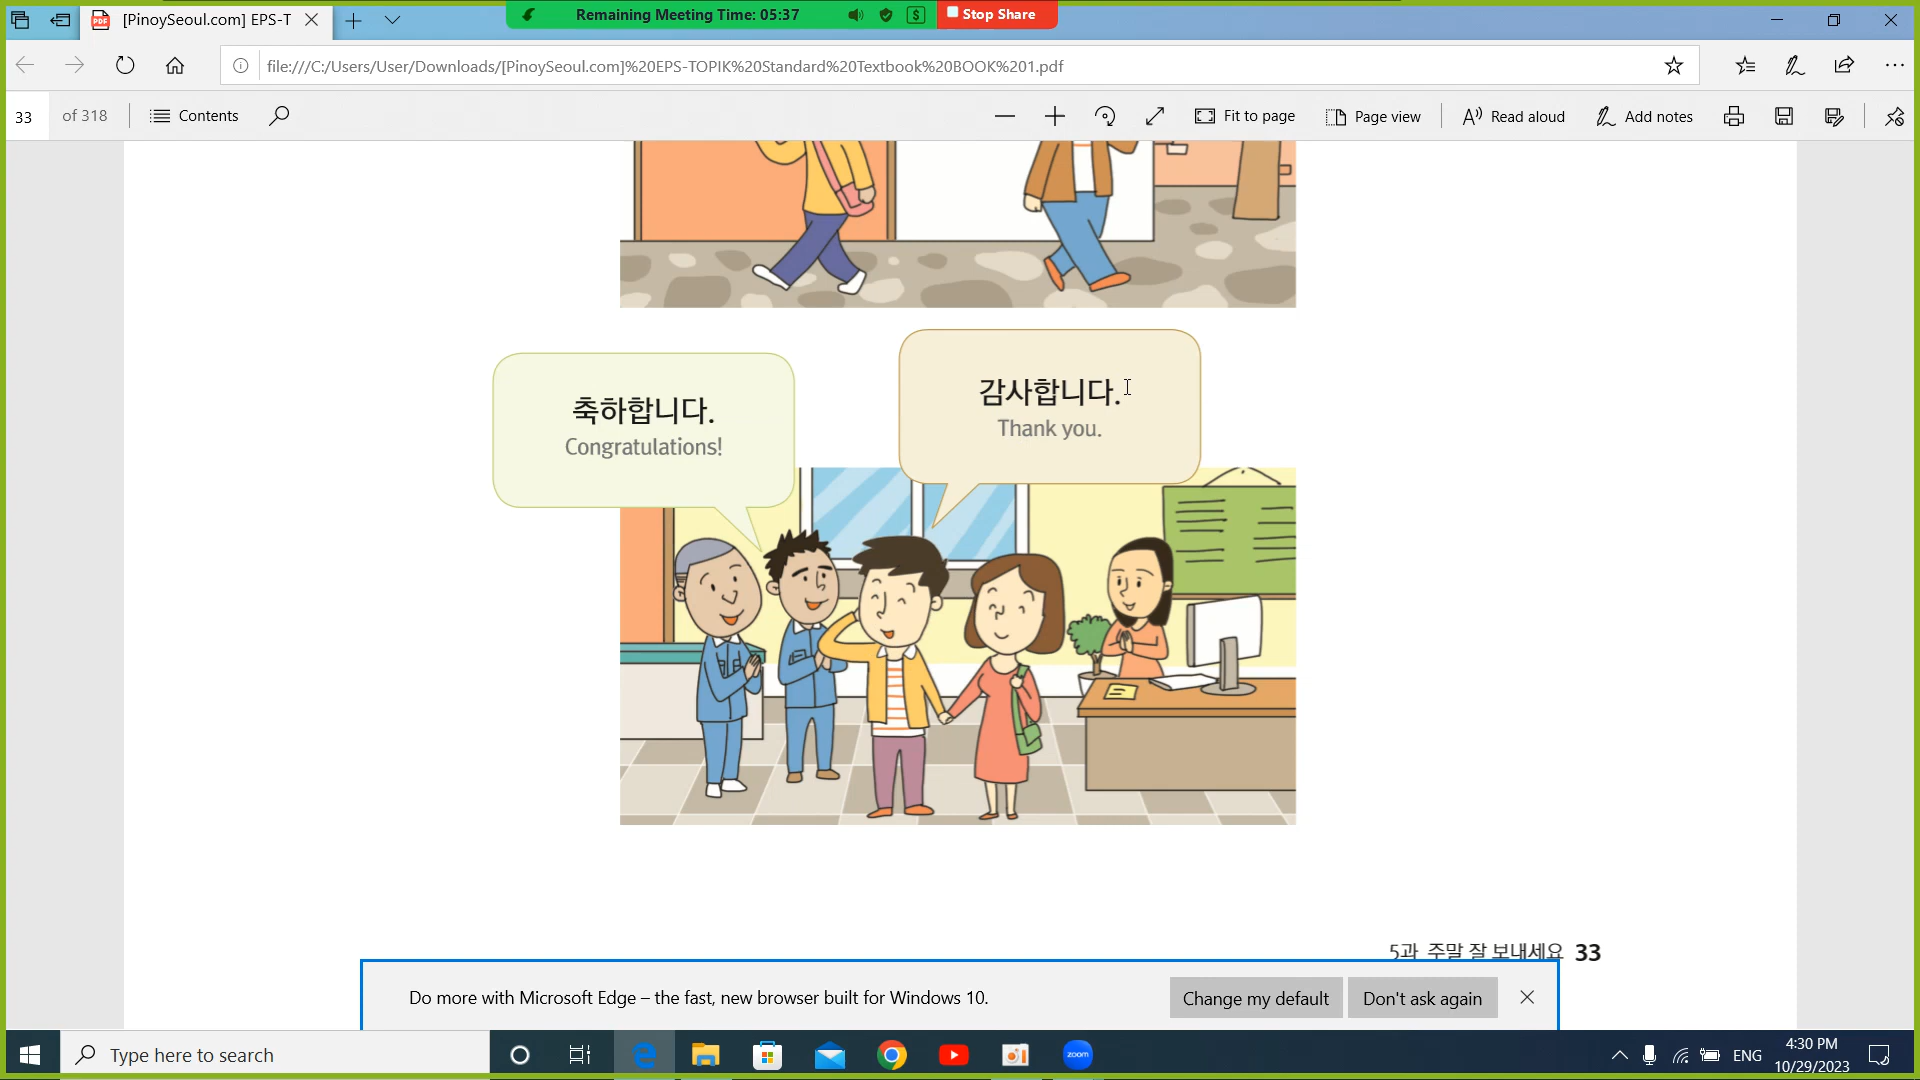 [PinoySeoul.com] EPS-T
Remaining Meeting Time: 05:37
Stop Share
file:///C:/Users/User/Downloads/[PinoySeoul.com]%20EPS-TOPIK%20Standard%20Textbook%20BOOK%201.pdf
33 of 318 Contents Fit to page Page view Read aloud Add notes
감사합니다.
Thank you.
축하합니다.
Congratulations!
5과 주말 잘 보내세요 33
Do more with Microsoft Edge – the fast, new browser built for Windows 10. Change my default Don't ask again
Type here to search
zoom
ENG
4:30 PM
10/29/2023